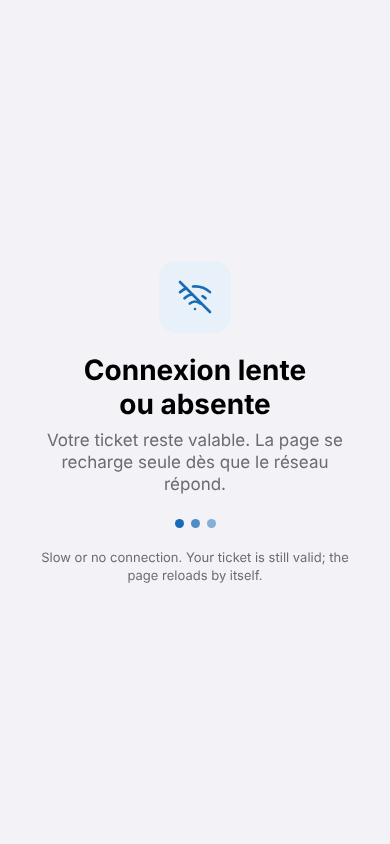 Connexion lente
ou absente
Votre ticket reste valable. La page se
recharge seule dès que le réseau
répond.
Slow or no connection. Your ticket is still valid; the
page reloads by itself.